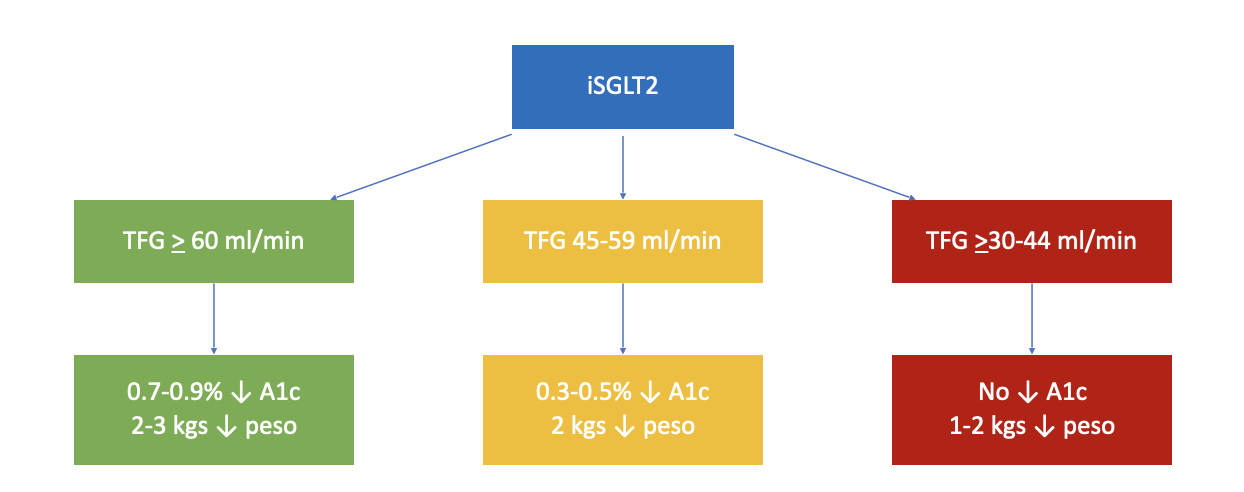 iSGLT2
TFG ≥ 60 ml/min
TFG 45-59 ml/min
TFG ≥30-44 ml/min
0.7-0.9% ↓ A1c
2-3 kgs ↓ peso
0.3-0.5% ↓ A1c
2 kgs ↓ peso
No ↓ A1c
1-2 kgs ↓ peso